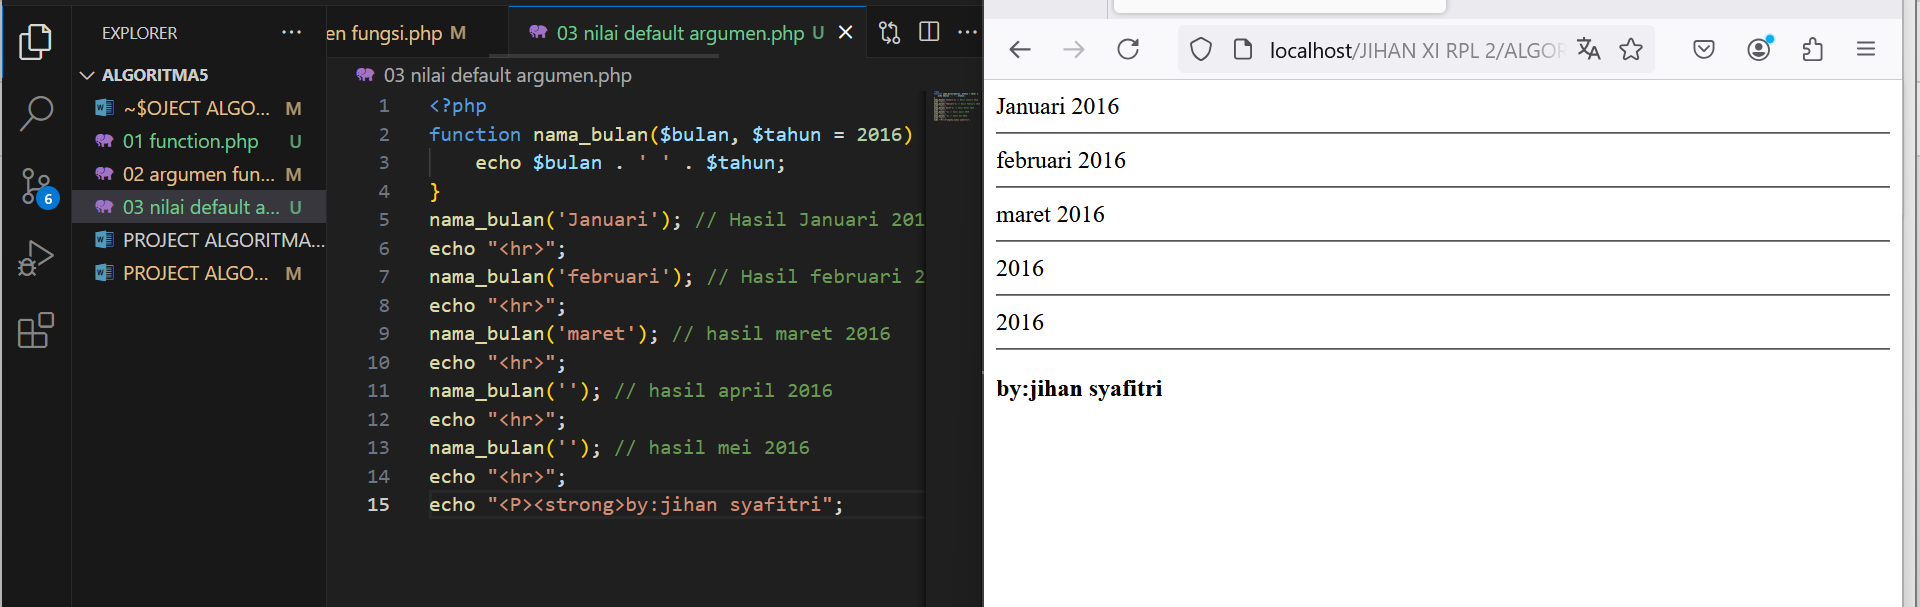 EXPLORER
ALGORITMA5
~$OJECT ALGO... M
01 function.php U
02 argumen fun... M
03 nilai default a... U
PROJECT ALGORITMA...
PROJECT ALGO... M
6
en fungsi.php M
03 nilai default argumen.php U
03 nilai default argumen.php
1 <?php
2 function nama_bulan($bulan, $tahun = 2016)
3 echo $bulan . ' ' . $tahun;
4 }
5 nama_bulan('Januari'); // Hasil Januari 201
6 echo "<hr>";
7 nama_bulan('februari'); // Hasil februari 2
8 echo "<hr>";
9 nama_bulan('maret'); // hasil maret 2016
10 echo "<hr>";
11 nama_bulan(''); // hasil april 2016
12 echo "<hr>";
13 nama_bulan(''); // hasil mei 2016
14 echo "<hr>";
15 echo "<P><strong>by:jihan syafitri";
localhost/JIHAN XI RPL 2/ALGOR
Januari 2016
februari 2016
maret 2016
2016
2016
by:jihan syafitri